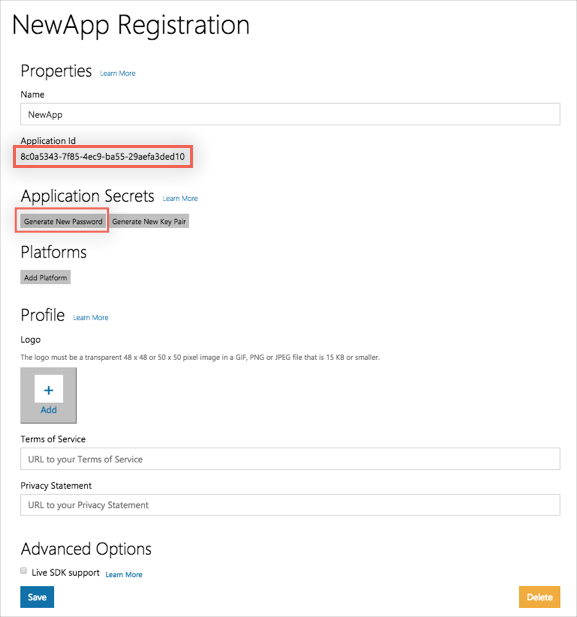 NewApp Registration
Properties Learn More
Name
NewApp
Application Id
8c0a5343-7f85-4ec9-ba55-29aefa3ded10
Application Secrets Learn More
Generate New Password Generate New Key Pair
Platforms
Add Platform
Profile Learn More
Logo
The logo must be a transparent 48 x 48 or 50 x 50 pixel image in a GIF, PNG or JPEG file that is 15 KB or smaller.
+
Add
Terms of Service
URL to your Terms of Service
Privacy Statement
URL to your Privacy Statement
Advanced Options
Live SDK support Learn More
Save Delete